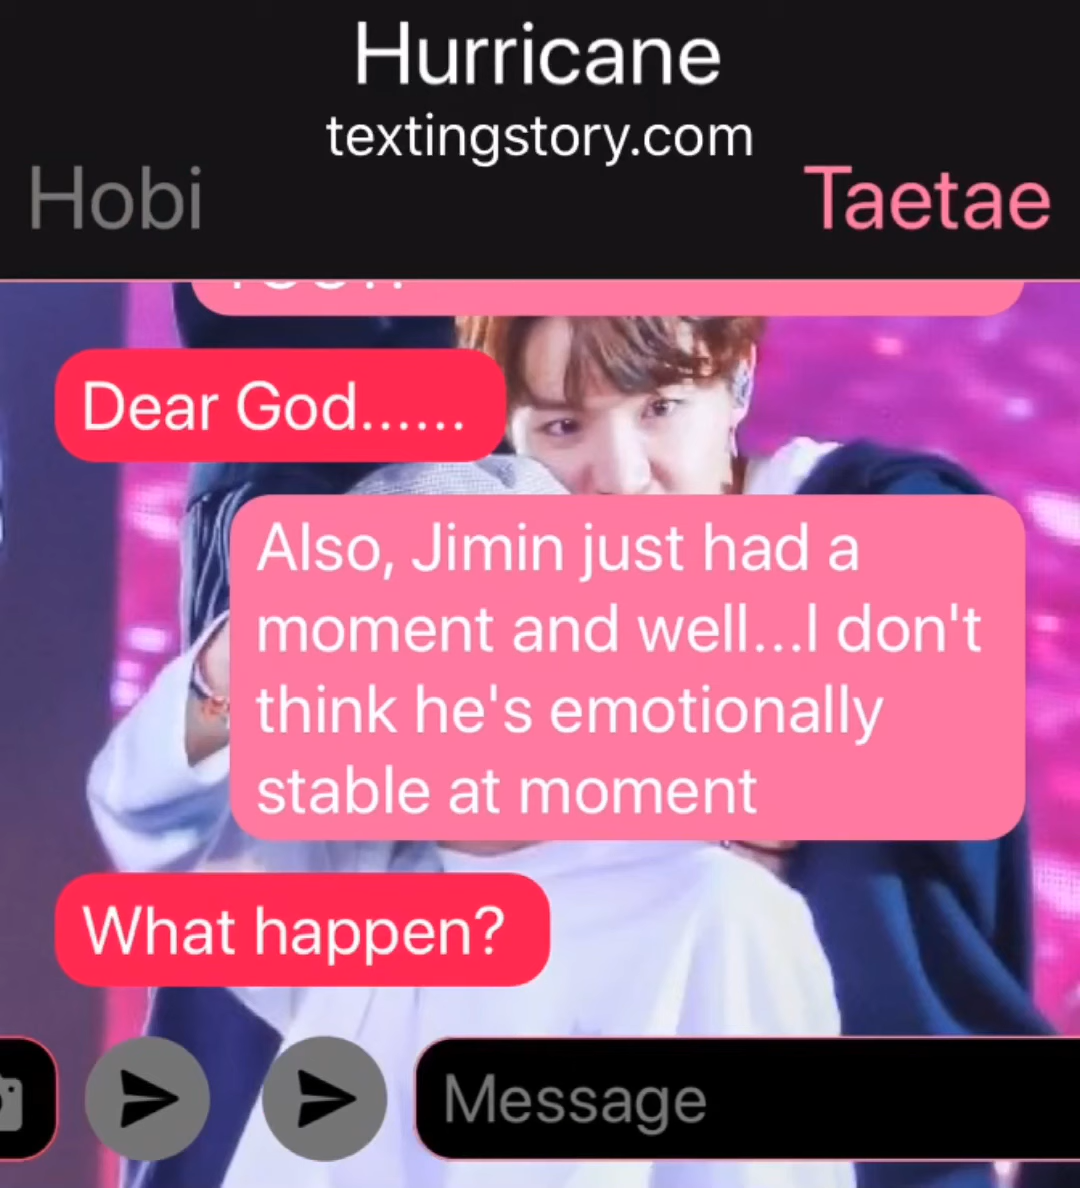 Hurricane
textingstory.com
Hobi
Taetae
Dear God......
Also, Jimin just had a
moment and well...I don't
think he's emotionally
stable at moment
What happen?
Message